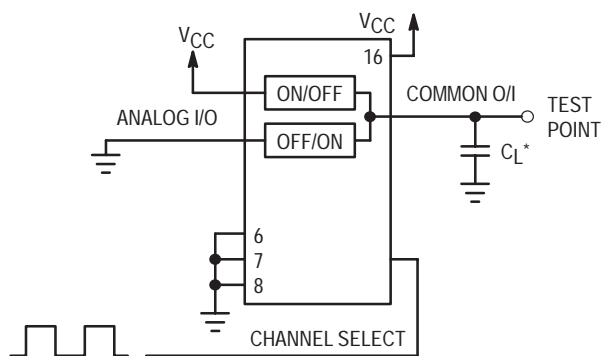 VCC
VCC
16
ON/OFF
COMMON O/I
TEST
POINT
ANALOG I/O
OFF/ON
CL*
6
7
8
CHANNEL SELECT